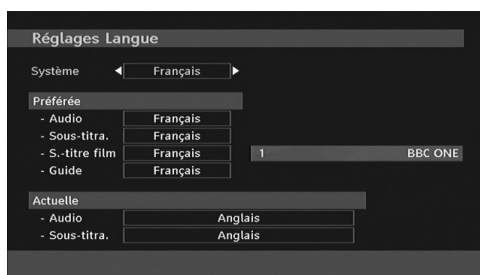 Réglages Langue
Système Français
Préférée
- Audio Français
- Sous-titra. Français
- S.-titre film Français 1 BBC ONE
- Guide Français
Actuelle
- Audio Anglais
- Sous-titra. Anglais